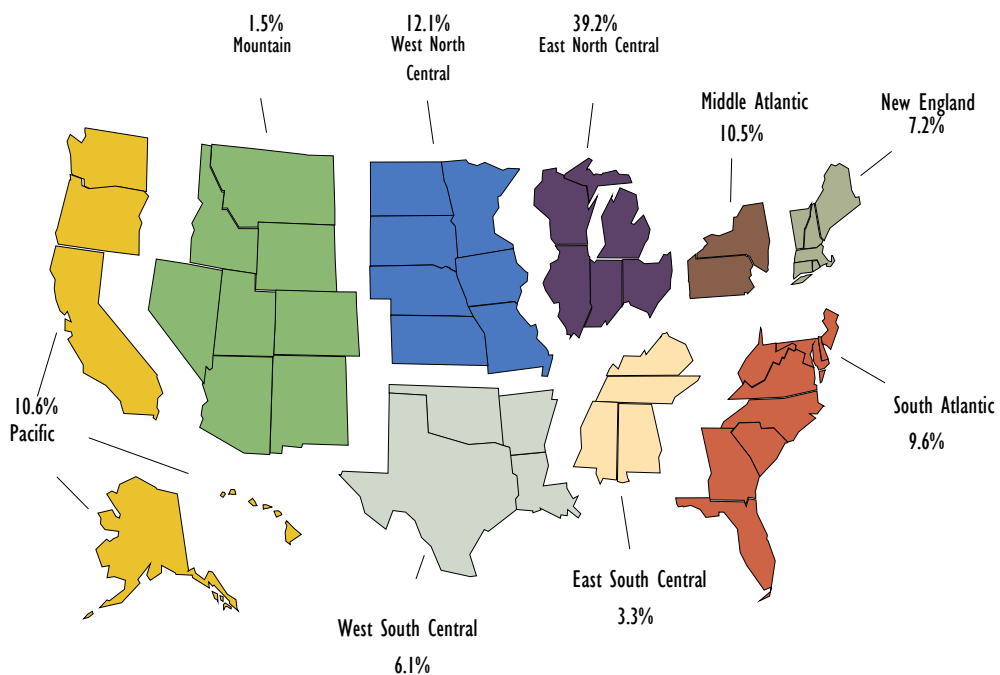 1.5%
Mountain
12.1%
West North
Central
39.2%
East North Central
Middle Atlantic
10.5%
New England
7.2%
10.6%
Pacific
South Atlantic
9.6%
East South Central
3.3%
West South Central
6.1%